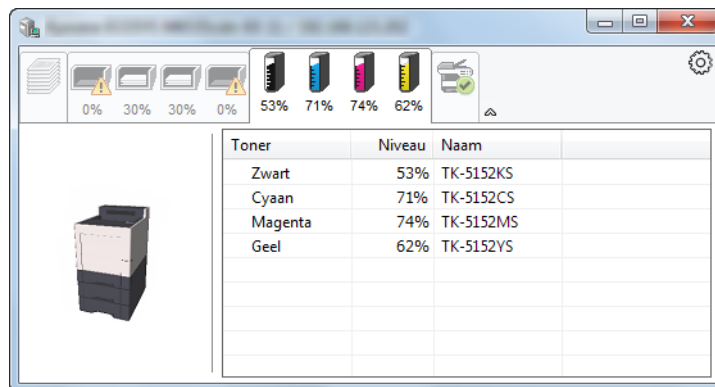 0% 30% 30% 0% 53% 71% 74% 62%
Toner Niveau Naam
Zwart 53% TK-5152KS
Cyaan 71% TK-5152CS
Magenta 74% TK-5152MS
Geel 62% TK-5152YS